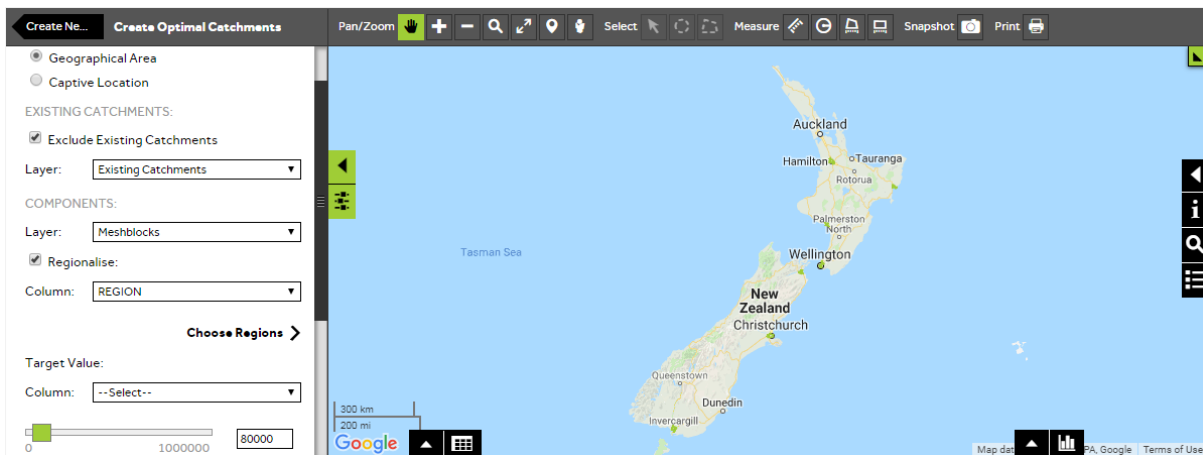 Create Ne... Create Optimal Catchments Pan/Zoom Select Measure Snapshot Print
Geographical Area
Captive Location
EXISTING CATCHMENTS:
Exclude Existing Catchments
Layer: Existing Catchments
COMPONENTS:
Layer: Meshblocks
Regionalise:
Column: REGION
Choose Regions
Target Value:
Column: --Select--
0 1000000 80000
Auckland
Hamilton
Tauranga
Rotorua
Palmerston
North
Wellington
Tasman Sea
New
Zealand
Christchurch
Queenstown
Dunedin
Invercargill
300 km
200 mi
Google
Map dat
PA, Google Terms of Use